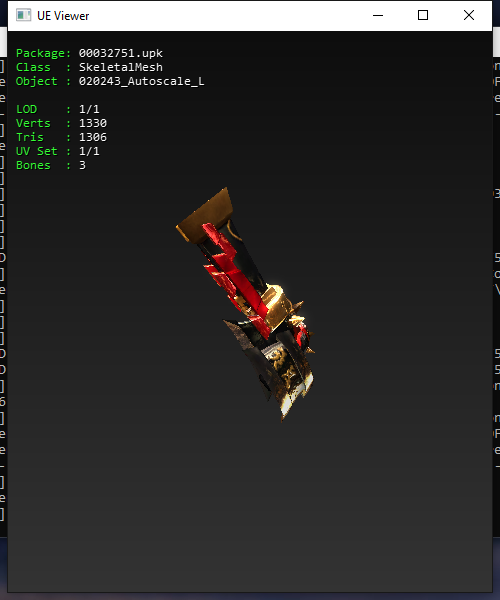 UE Viewer
Package: 00032751.upk
Class  : SkeletalMesh
Object : 020243_Autoscale_L
LOD    : 1/1
Verts  : 1330
Tris   : 1306
UV Set : 1/1
Bones  : 3